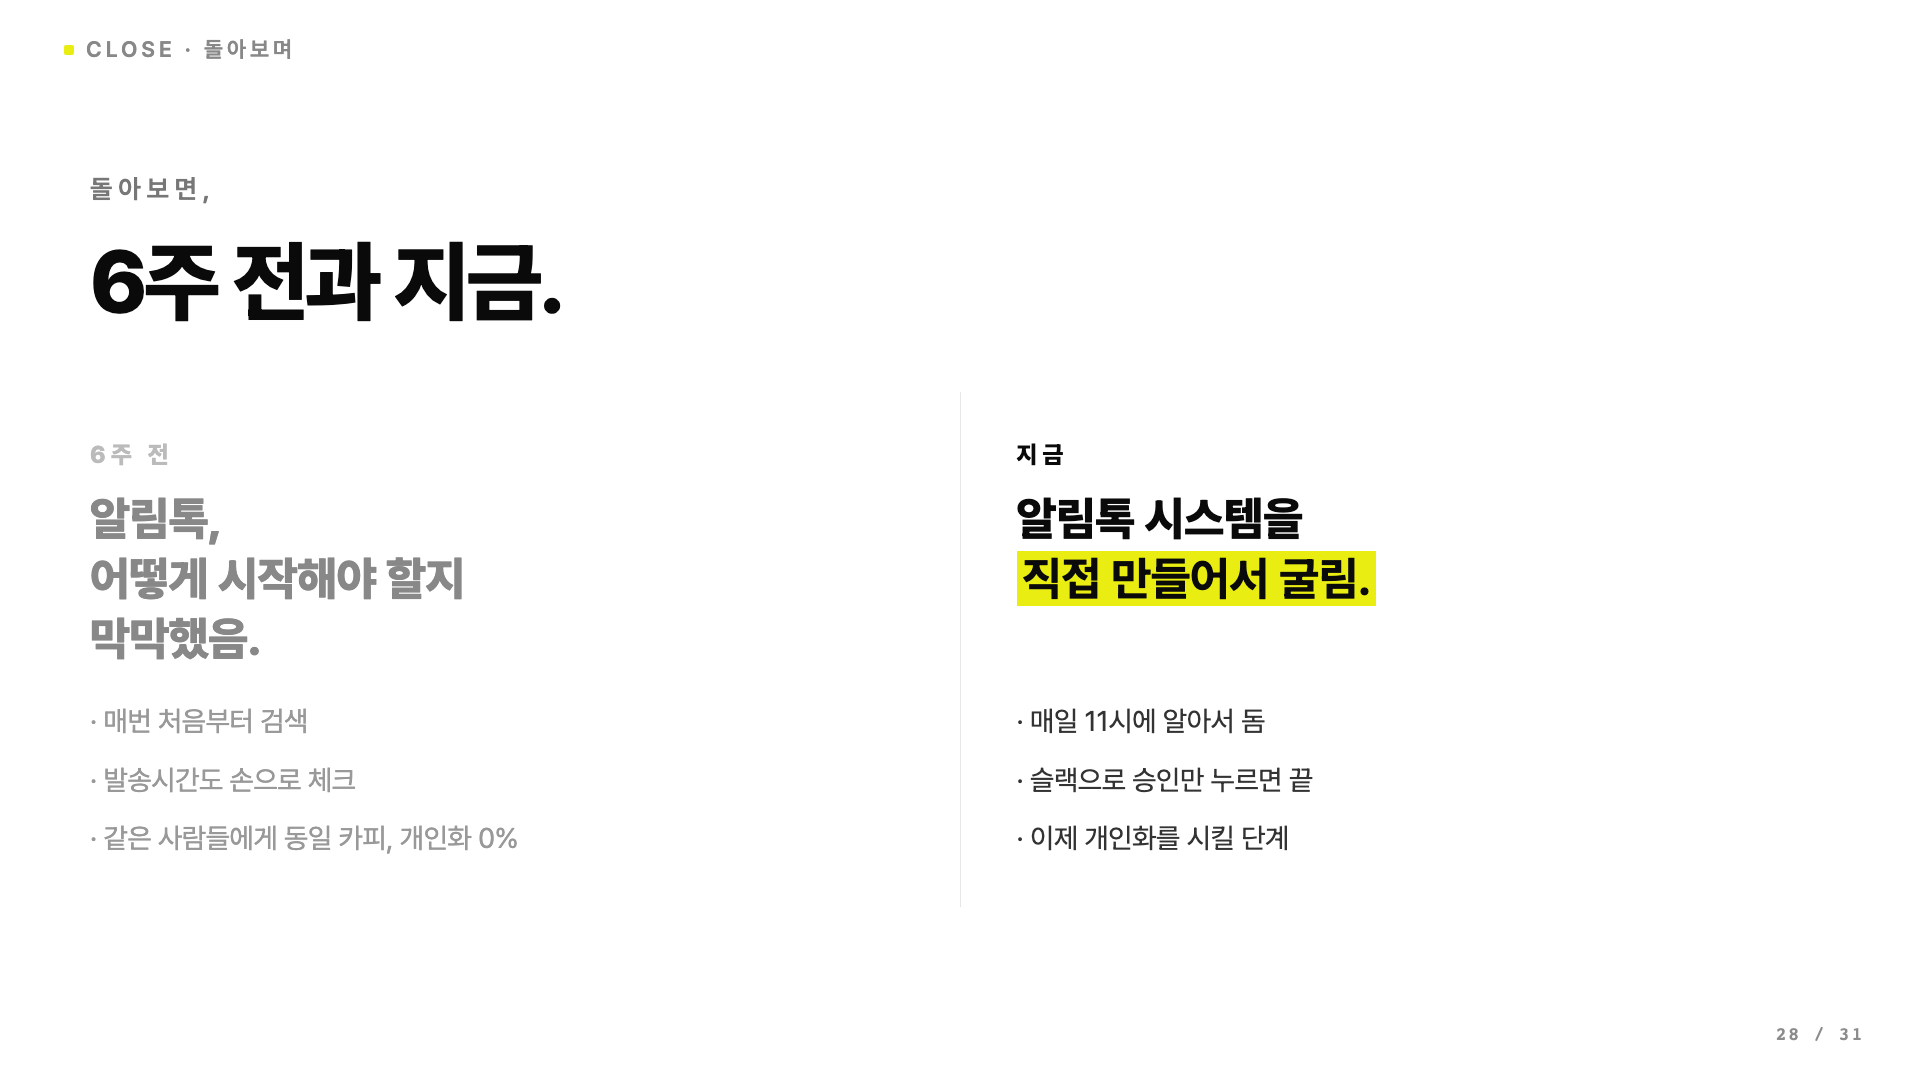 CLOSE · 돌아보며
돌아보면,
6주 전과 지금.
6주 전
알림톡,
어떻게 시작해야 할지
막막했음.
· 매번 처음부터 검색
· 발송시간도 손으로 체크
· 같은 사람들에게 동일 카피, 개인화 0%
지금
알림톡 시스템을
직접 만들어서 굴림.
· 매일 11시에 알아서 돔
· 슬랙으로 승인만 누르면 끝
· 이제 개인화를 시킬 단계
28 / 31